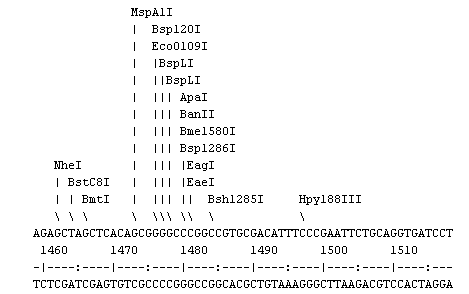 MspA1I
| Bsp120I
| EcoO109I
| |BspLI
| ||BspLI
| ||| ApaI
| ||| BanII
| ||| Bme1580I
| ||| Bsp1286I
NheI | ||| |EagI
| BstC8I | ||| |EaeI
| | BmtI | ||| || Bsh1285I Hpy188III
\ \ \ \ \\\ \\ \ \
AGAGCTAGCTCACAGCGGGGCCCGGCCGTGCGACATTTCCCGAATTCTGCAGGTGATCCT
1460 1470 1480 1490 1500 1510
-|----:----|----:----|----:----|----:----|----:----|----:---
TCTCGATCGAGTGTCGCCCCGGGCCGGCACGCTGTAAAGGGCTTAAGACGTCCACTAGGA